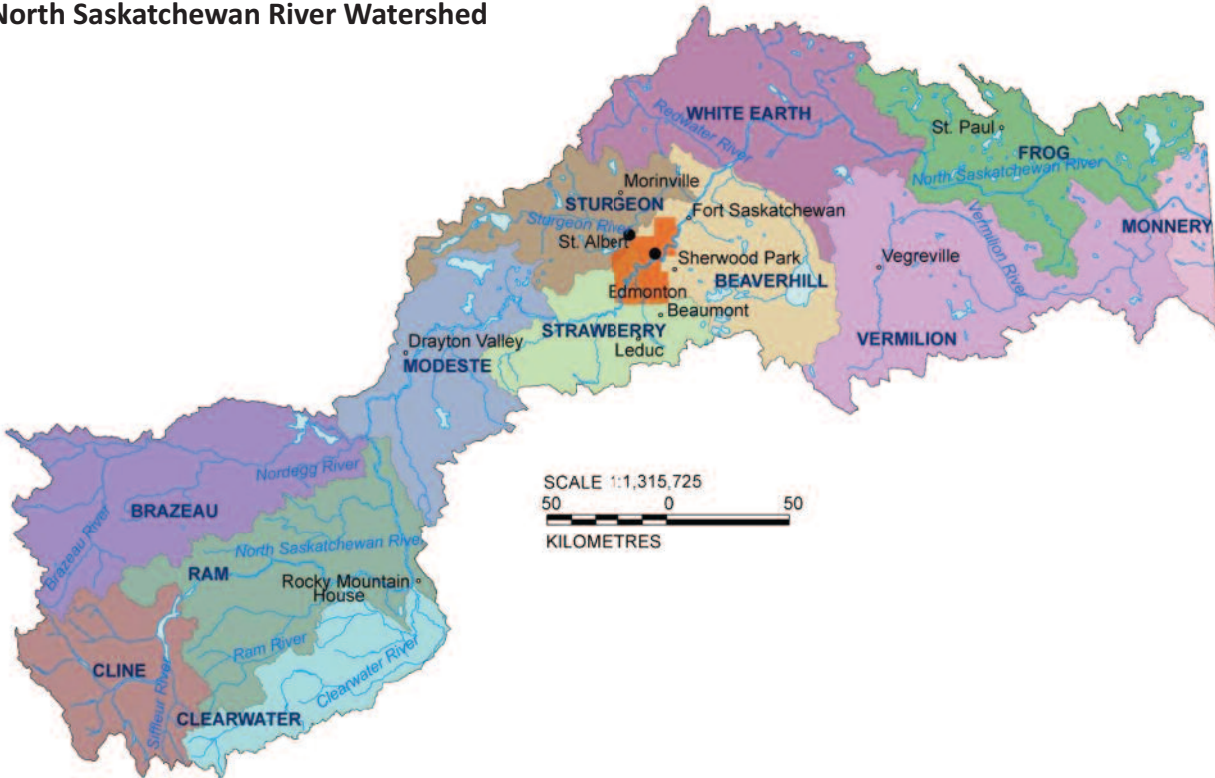 North Saskatchewan River Watershed
WHITE EARTH
Redwater River
St. Paul
FROG
North Saskatchewan River
Morinville
STURGEON
Sturgeon River
Fort Saskatchewan
St. Albert
MONNERY
Vermilion River
Sherwood Park
Vegreville
BEAVERHILL
Edmonton
Beaumont
STRAWBERRY
Leduc
VERMILION
Drayton Valley
MODESTE
Nordegg River
SCALE 1:1,315,725
50 0 50
KILOMETRES
BRAZEAU
Brazeau River
North Saskatchewan River
RAM
Rocky Mountain
House
Ram River
CLINE
Clearwater River
Siffleur River
CLEARWATER